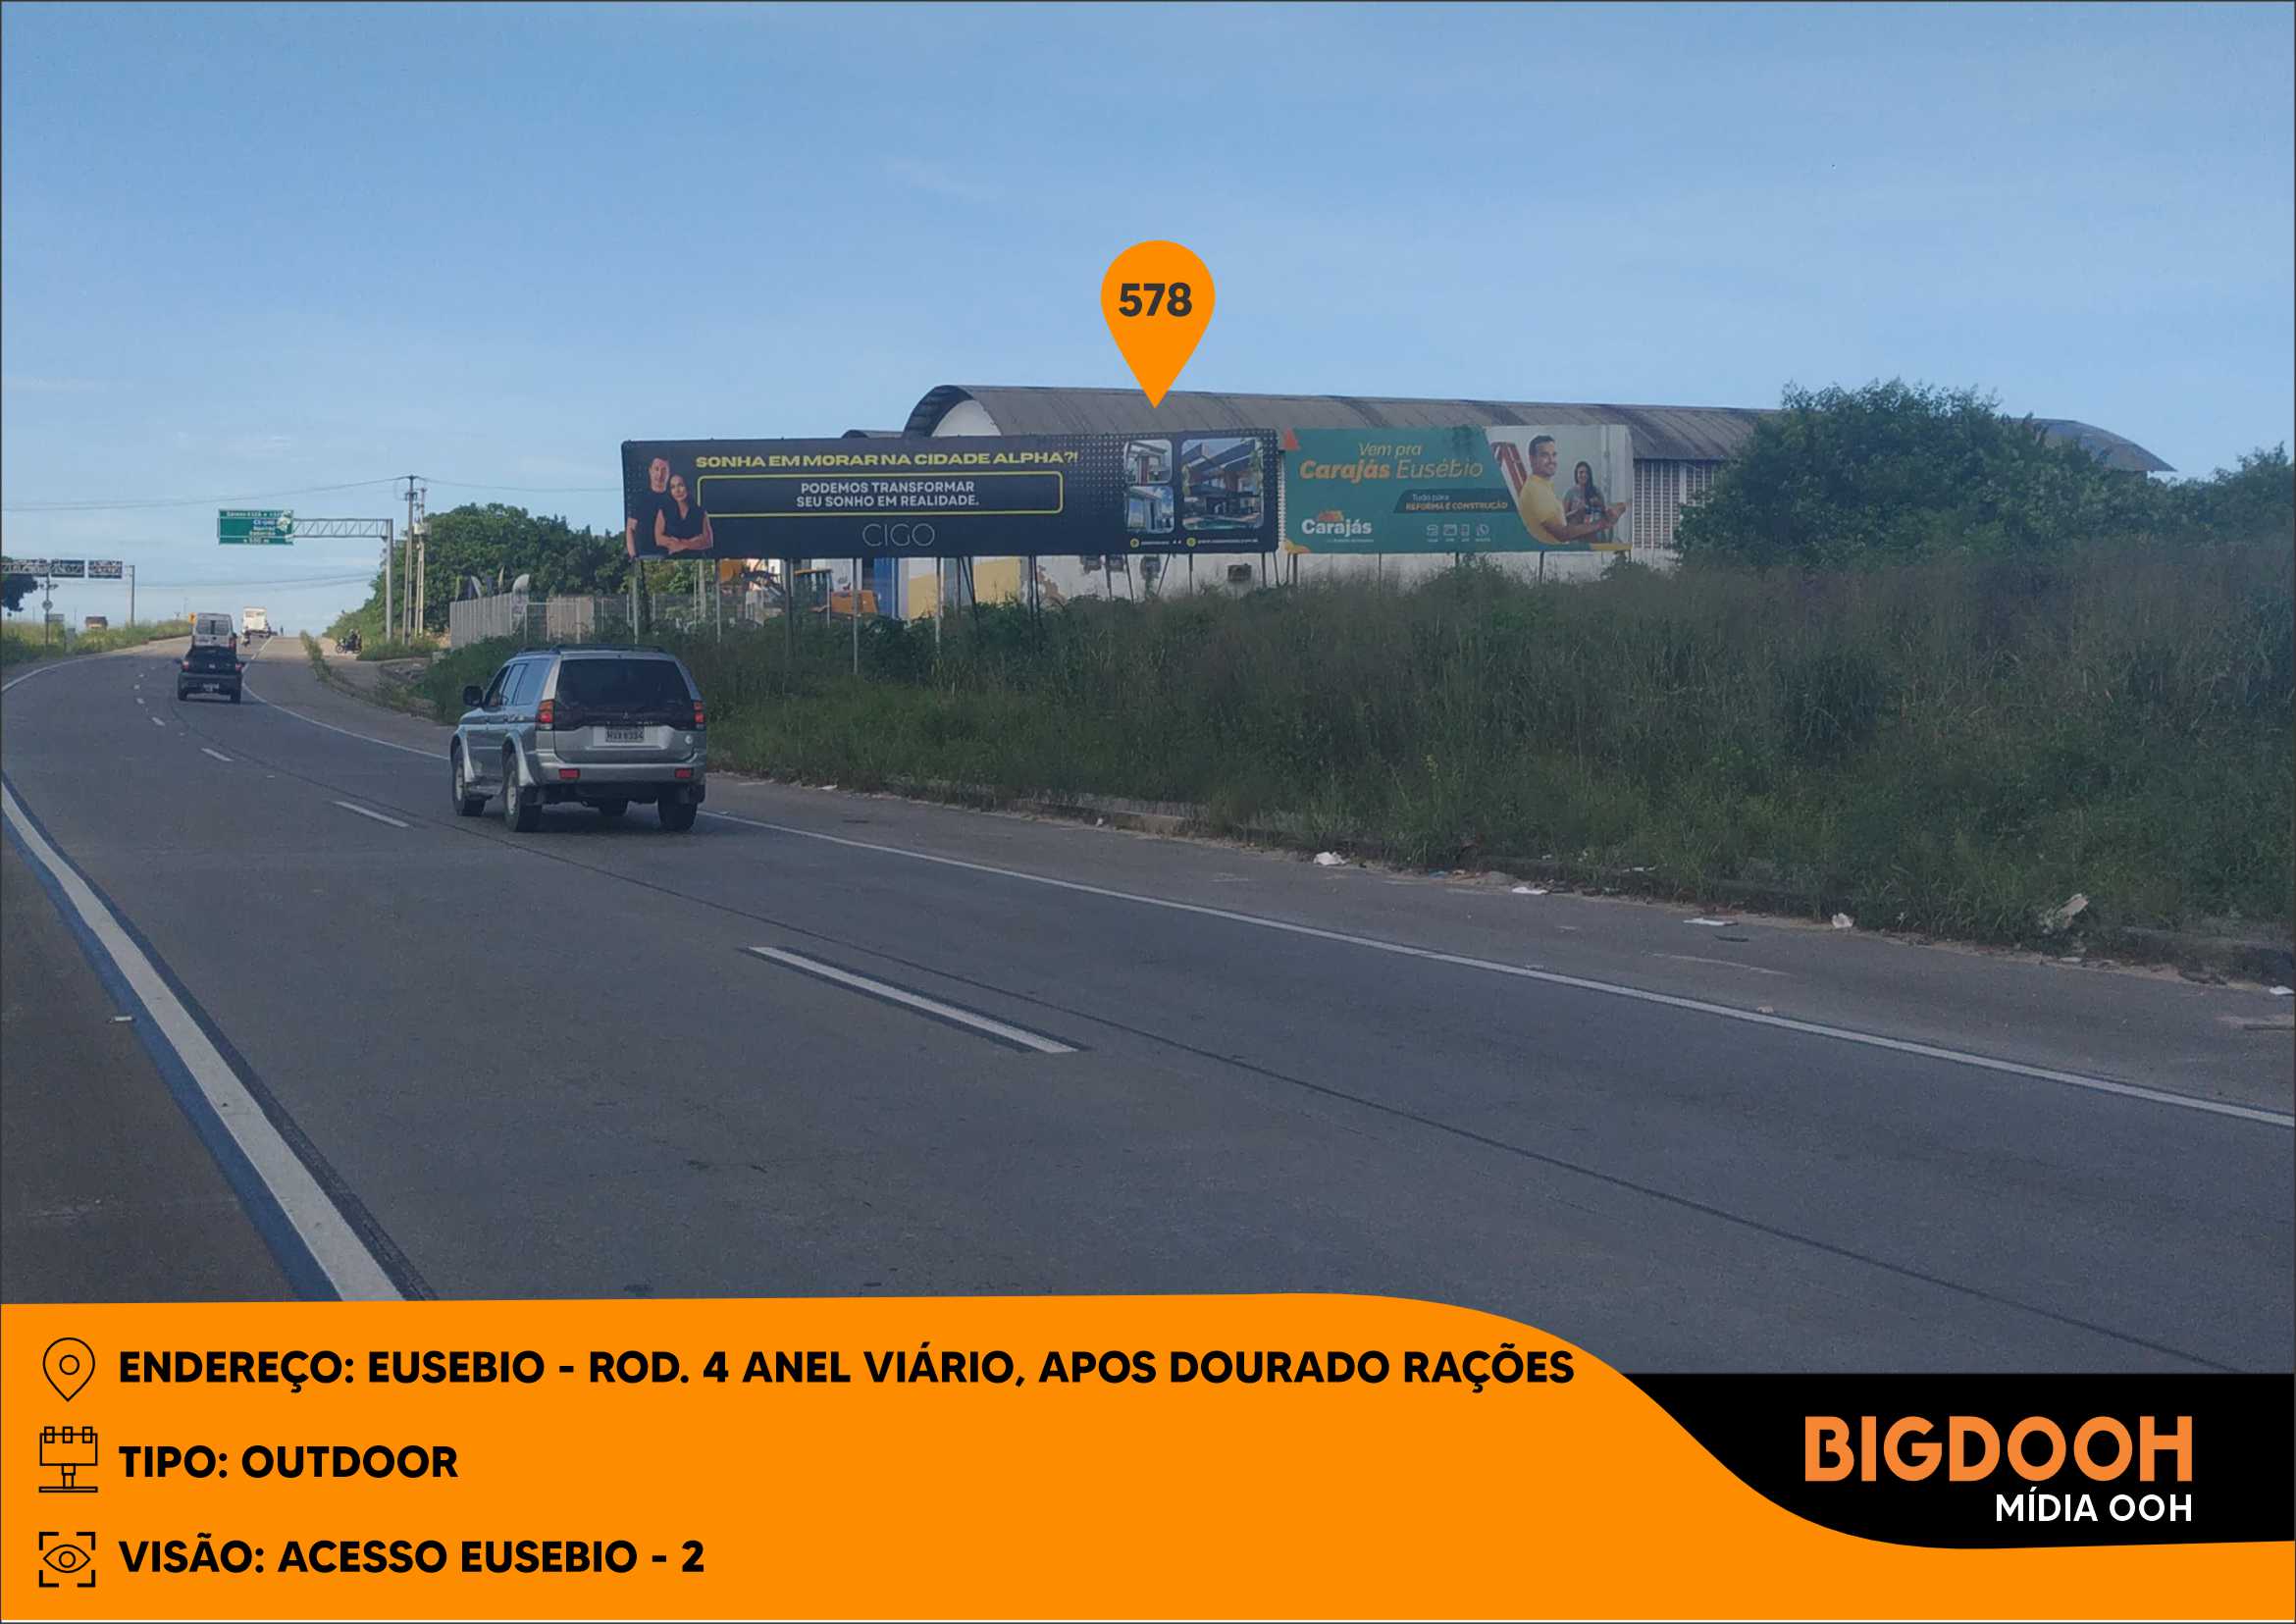 578
SONHA EM MORAR NA CIDADE ALPHA?!
PODEMOS TRANSFORMAR
SEU SONHO EM REALIDADE.
CIGO
Vem pra
Carajás Eusébio
Tudo para
REFORMA E CONSTRUÇÃO
Carajás
ENDEREÇO: EUSEBIO - ROD. 4 ANEL VIÁRIO, APOS DOURADO RAÇÕES
TIPO: OUTDOOR
VISÃO: ACESSO EUSEBIO - 2
BIGDOOH
MÍDIA OOH